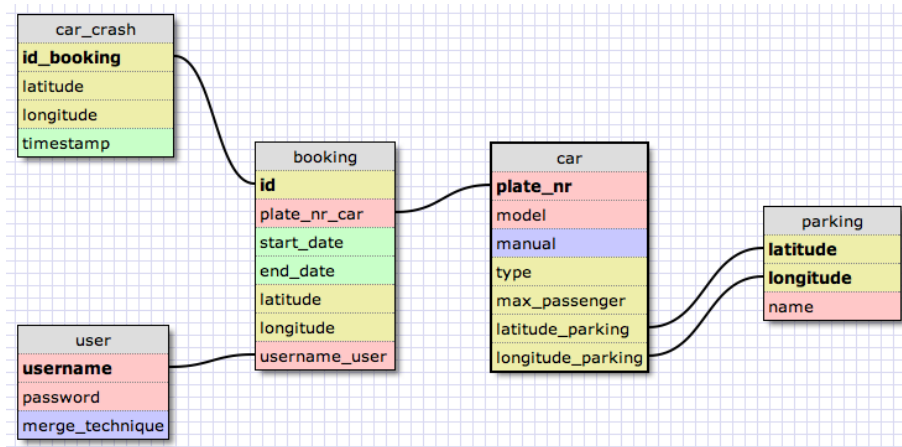 car_crash
id_booking
latitude
longitude
timestamp
booking
id
plate_nr_car
start_date
end_date
latitude
longitude
username_user
car
plate_nr
model
manual
type
max_passenger
latitude_parking
longitude_parking
parking
latitude
longitude
name
user
username
password
merge_technique